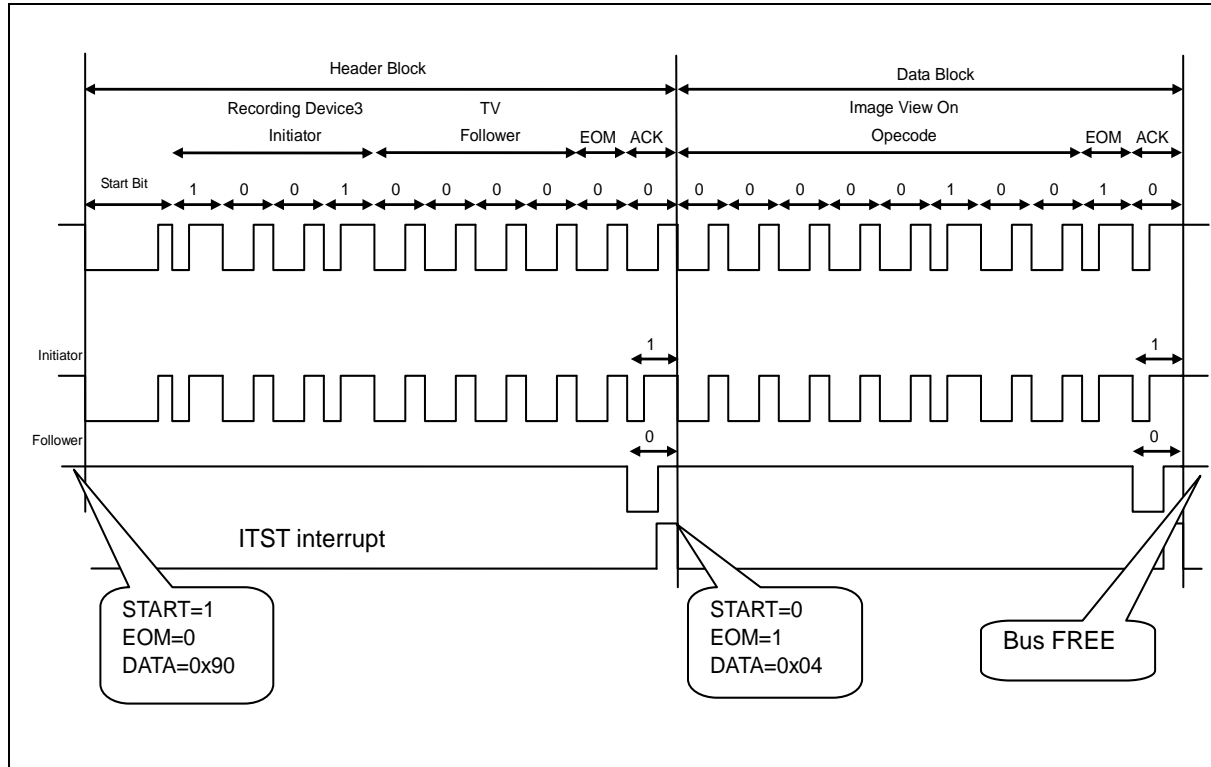 Header Block Data Block
Recording Device3 TV Image View On
Initiator Follower EOM ACK Opecode EOM ACK
Start Bit 1 0 0 1 0 0 0 0 0 0 0 0 0 0 0 1 0 0 1 0
1 1
Initiator
0 0
Follower
ITST interrupt
START=1
EOM=0
DATA=0x90
START=0
EOM=1
DATA=0x04
Bus FREE